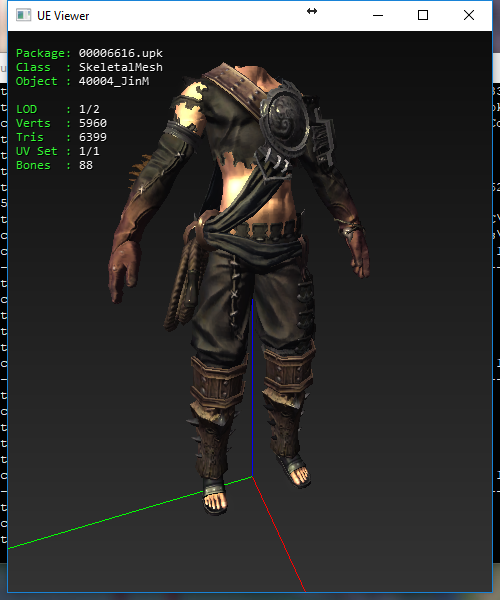 UE Viewer
Package: 00006616.upk
Class  : SkeletalMesh
Object : 40004_JinM
LOD    : 1/2
Verts  : 5960
Tris   : 6399
UV Set : 1/1
Bones  : 88